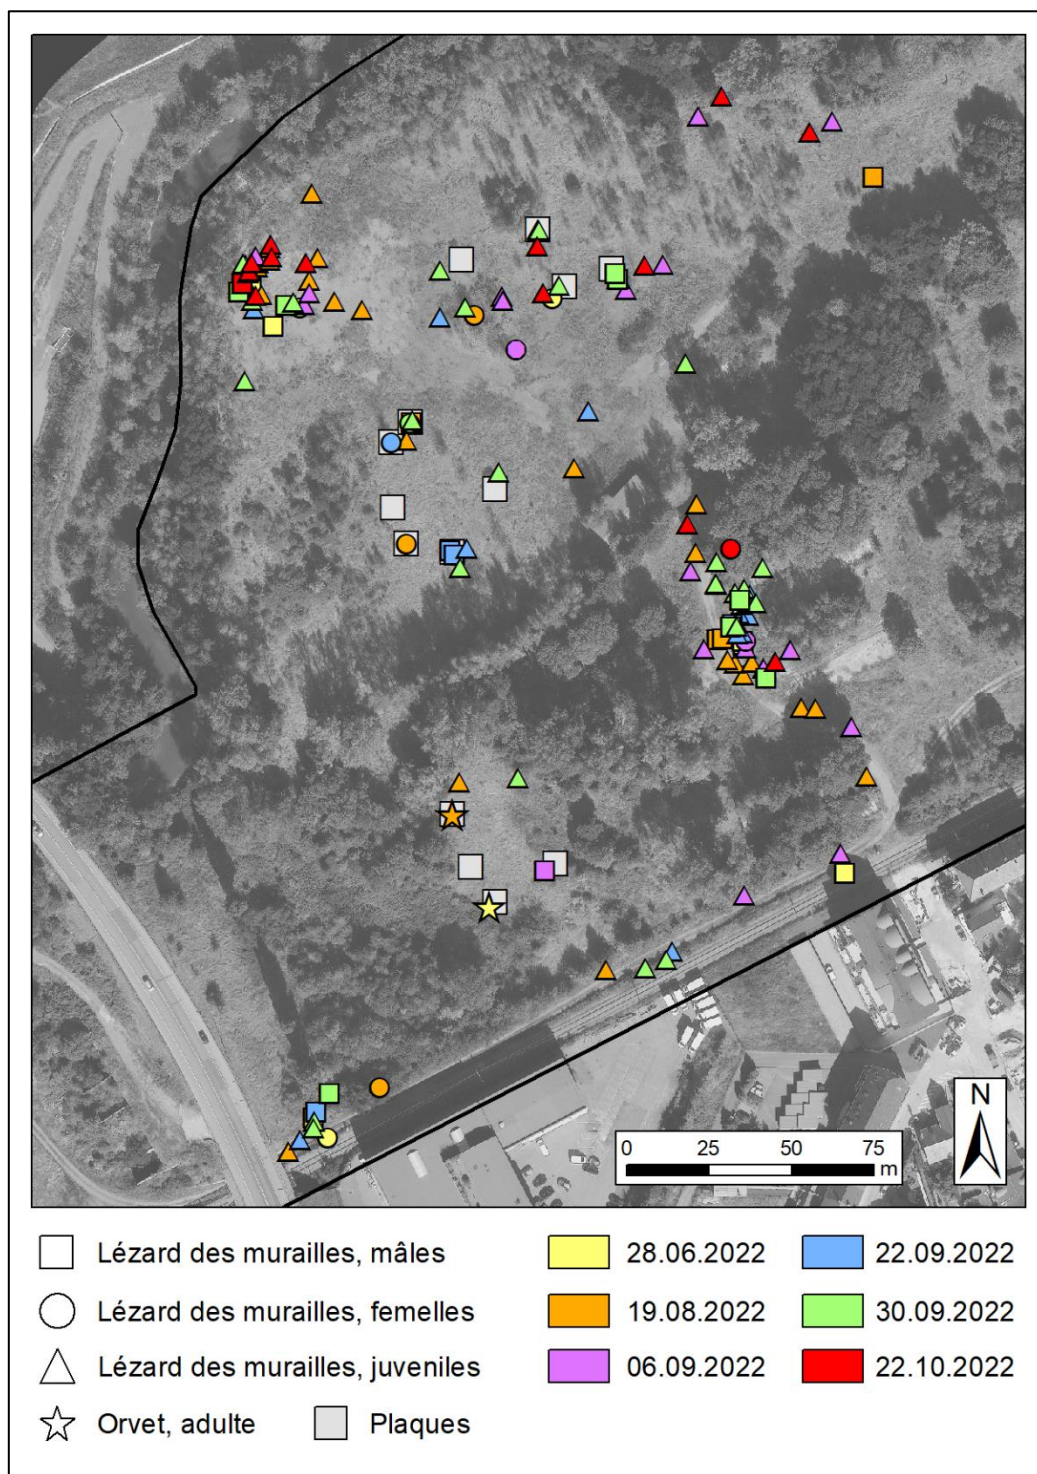 N
0 25 50 75
m
Lézard des murailles, mâles 28.06.2022 22.09.2022
Lézard des murailles, femelles 19.08.2022 30.09.2022
Lézard des murailles, juveniles 06.09.2022 22.10.2022
Orvet, adulte Plaques